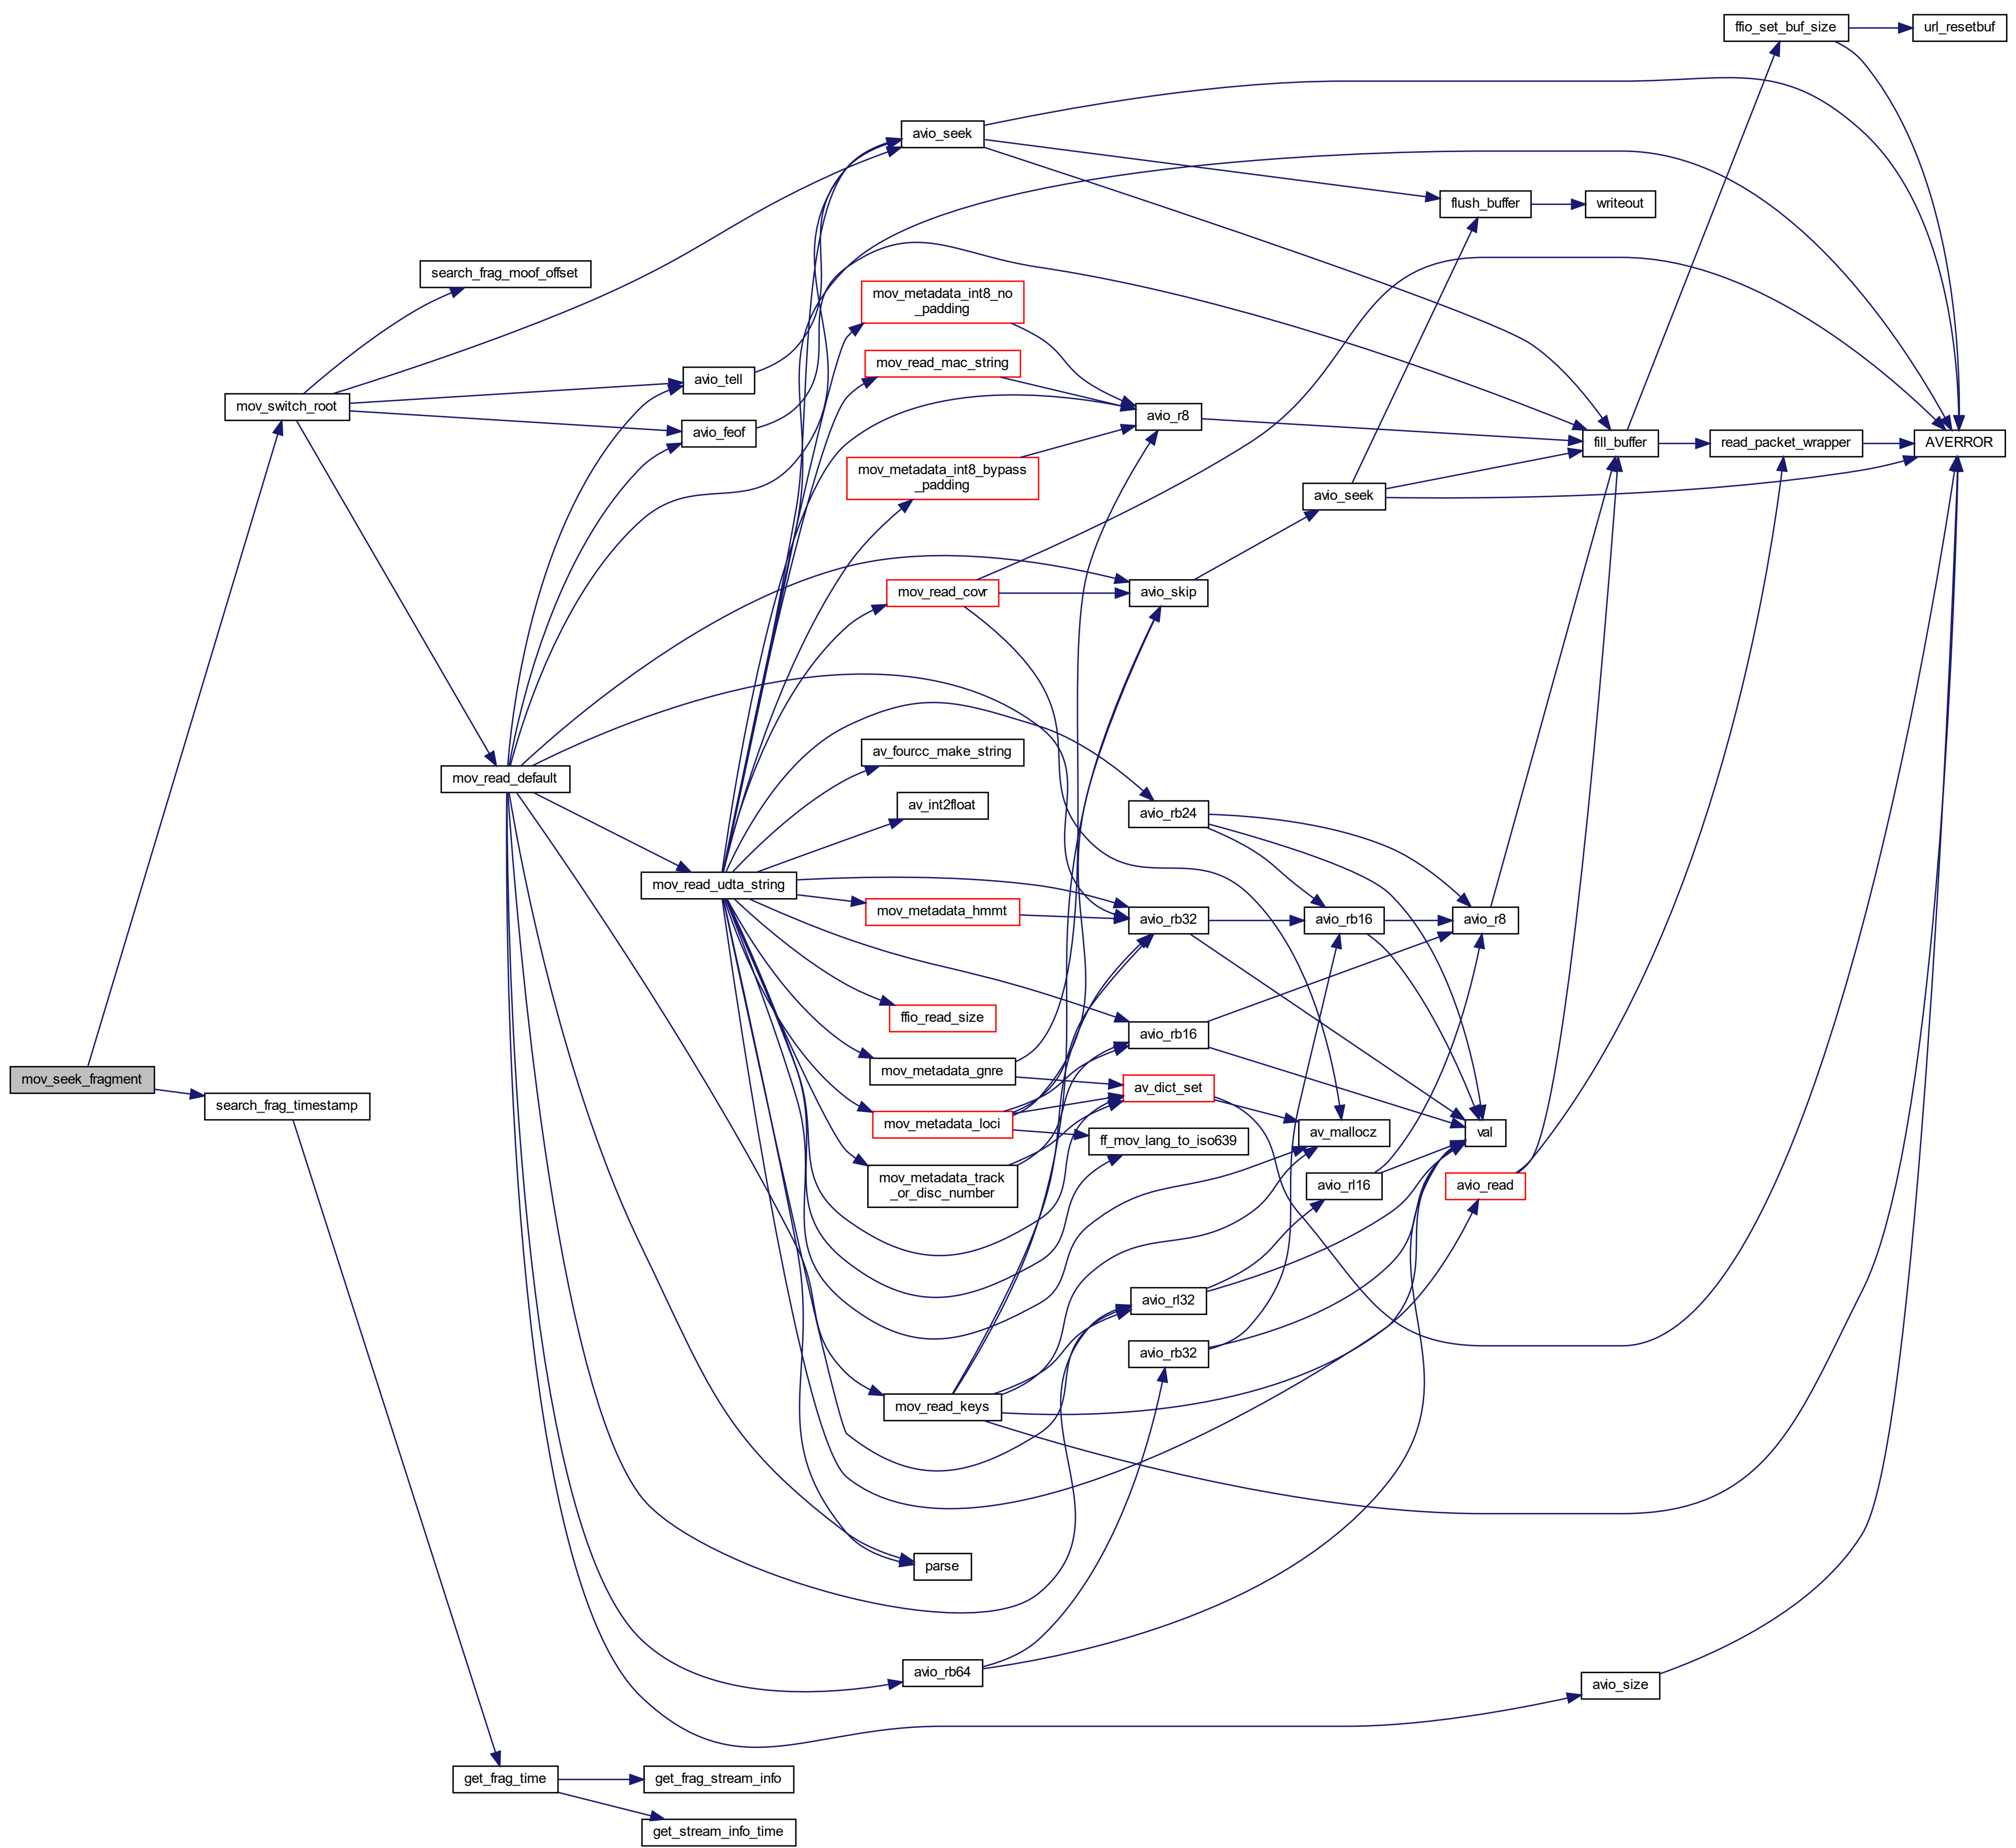 ffio_set_buf_size
url_resetbuf
avio_seek
flush_buffer
writeout
search_frag_moof_offset
mov_metadata_int8_no
_padding
mov_read_mac_string
avio_tell
mov_switch_root
avio_r8
avio_feof
fill_buffer
read_packet_wrapper
AVERROR
mov_metadata_int8_bypass
_padding
avio_seek
mov_read_covr
avio_skip
av_fourcc_make_string
mov_read_default
av_int2float
avio_rb24
mov_read_udta_string
mov_metadata_hmmt
avio_rb32
avio_rb16
avio_r8
ffio_read_size
avio_rb16
mov_metadata_gnre
mov_seek_fragment
av_dict_set
search_frag_timestamp
mov_metadata_loci
ff_mov_lang_to_iso639
av_mallocz
val
mov_metadata_track
_or_disc_number
avio_rl16
avio_read
avio_rl32
avio_rb32
mov_read_keys
parse
avio_rb64
avio_size
get_frag_time
get_frag_stream_info
get_stream_info_time